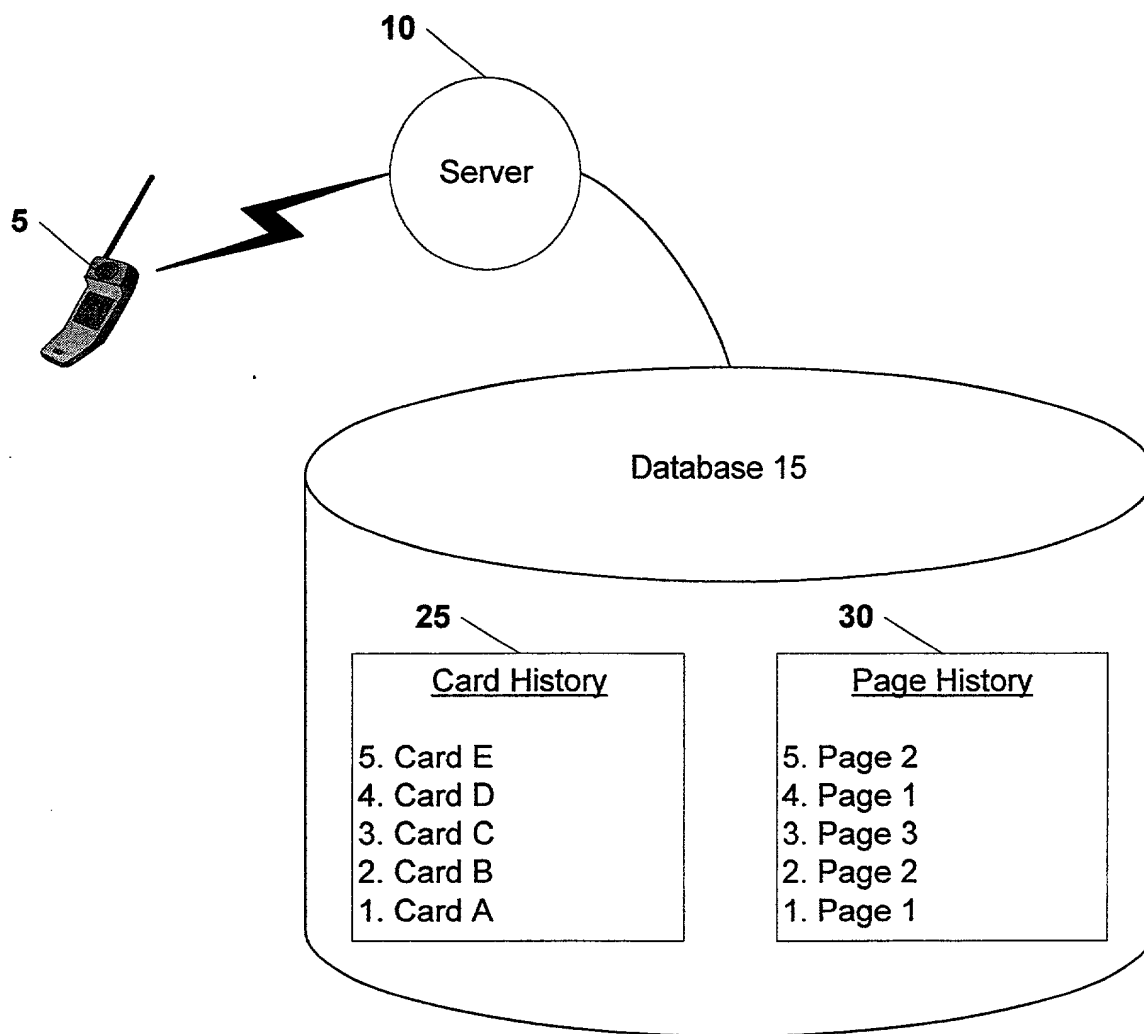 10
Server
5
Database 15
25
Card History
5. Card E
4. Card D
3. Card C
2. Card B
1. Card A
30
Page History
5. Page 2
4. Page 1
3. Page 3
2. Page 2
1. Page 1